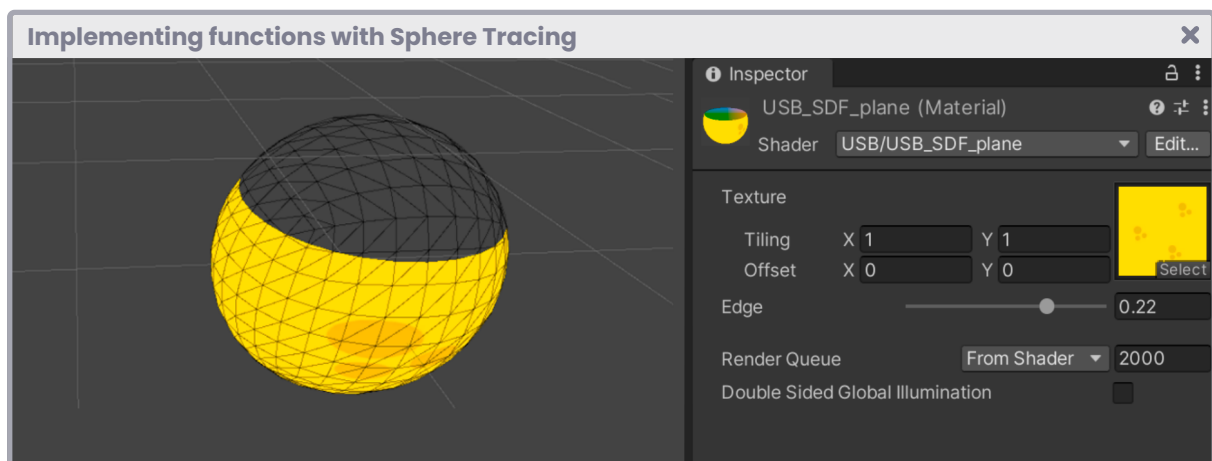 Implementing functions with Sphere Tracing
Inspector
USB_SDF_plane (Material)
Shader USB/USB_SDF_plane Edit...
Texture
Tiling X 1 Y 1
Offset X 0 Y 0
Select
Edge 0.22
Render Queue From Shader 2000
Double Sided Global Illumination